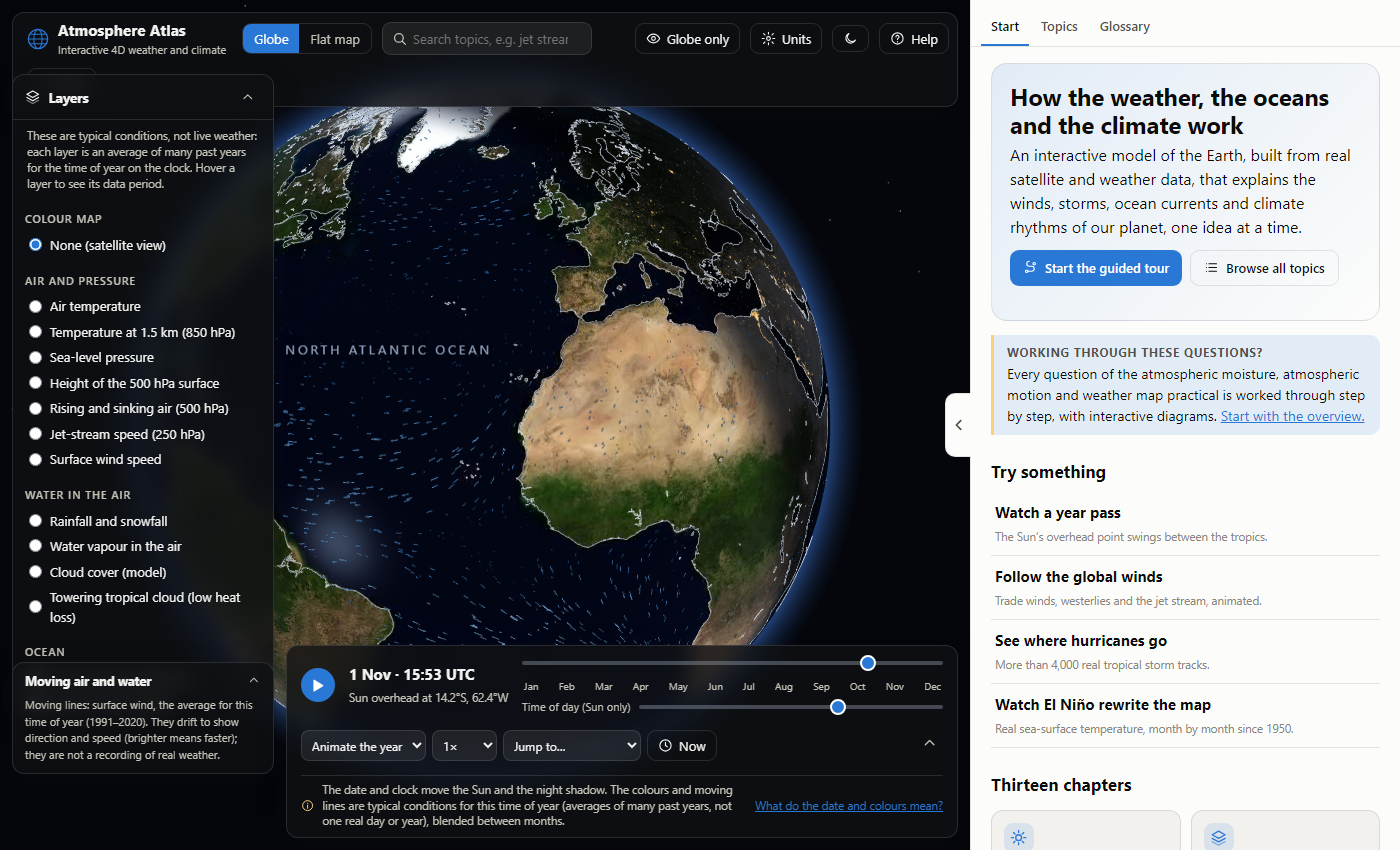 Atmosphere Atlas
Interactive 4D weather and climate
Globe
Flat map
Search topics, e.g. jet strear
Globe only
Units
Help
Layers
These are typical conditions, not live weather:
each layer is an average of many past years
for the time of year on the clock. Hover a
layer to see its data period.
COLOUR MAP
None (satellite view)
AIR AND PRESSURE
Air temperature
Temperature at 1.5 km (850 hPa)
Sea-level pressure
Height of the 500 hPa surface
Rising and sinking air (500 hPa)
Jet-stream speed (250 hPa)
Surface wind speed
WATER IN THE AIR
Rainfall and snowfall
Water vapour in the air
Cloud cover (model)
Towering tropical cloud (low heat
loss)
OCEAN
Moving air and water
Moving lines: surface wind, the average for this
time of year (1991–2020). They drift to show
direction and speed (brighter means faster);
they are not a recording of real weather.
NORTH ATLANTIC OCEAN
1 Nov · 15:53 UTC
Sun overhead at 14.2°S, 62.4°W
Jan Feb Mar Apr May Jun Jul Aug Sep Oct Nov Dec
Time of day (Sun only)
Animate the year
1×
Jump to...
Now
The date and clock move the Sun and the night shadow. The colours and moving
lines are typical conditions for this time of year (averages of many past years, not
one real day or year), blended between months.
What do the date and colours mean?
Start
Topics
Glossary
How the weather, the oceans
and the climate work
An interactive model of the Earth, built from real
satellite and weather data, that explains the
winds, storms, ocean currents and climate
rhythms of our planet, one idea at a time.
Start the guided tour
Browse all topics
WORKING THROUGH THESE QUESTIONS?
Every question of the atmospheric moisture, atmospheric
motion and weather map practical is worked through step
by step, with interactive diagrams. Start with the overview.
Try something
Watch a year pass
The Sun's overhead point swings between the tropics.
Follow the global winds
Trade winds, westerlies and the jet stream, animated.
See where hurricanes go
More than 4,000 real tropical storm tracks.
Watch El Niño rewrite the map
Real sea-surface temperature, month by month since 1950.
Thirteen chapters